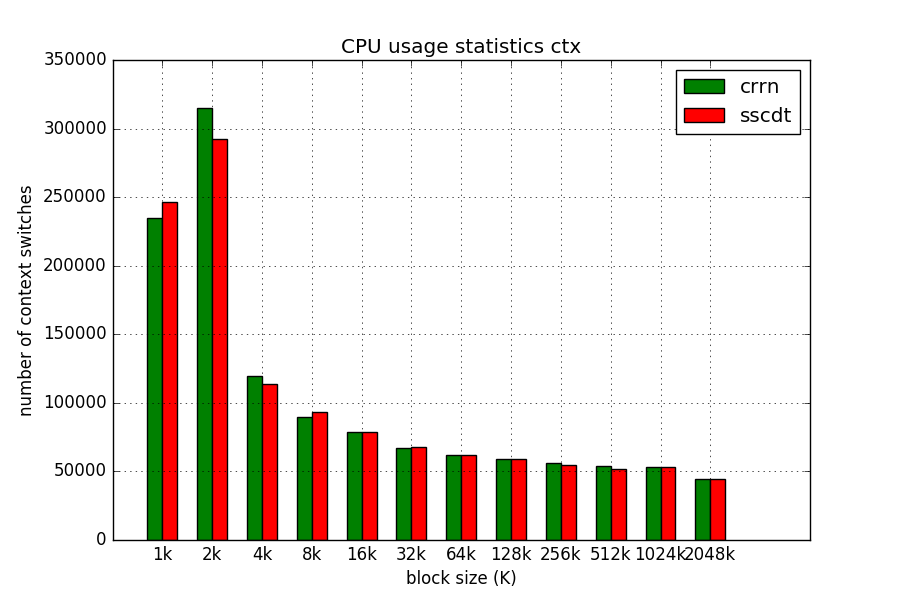 CPU usage statistics ctx
350000
300000
250000
200000
150000
100000
50000
0
number of context switches
crrn
sscdt
1k 2k 4k 8k 16k 32k 64k 128k 256k 512k 1024k 2048k
block size (K)